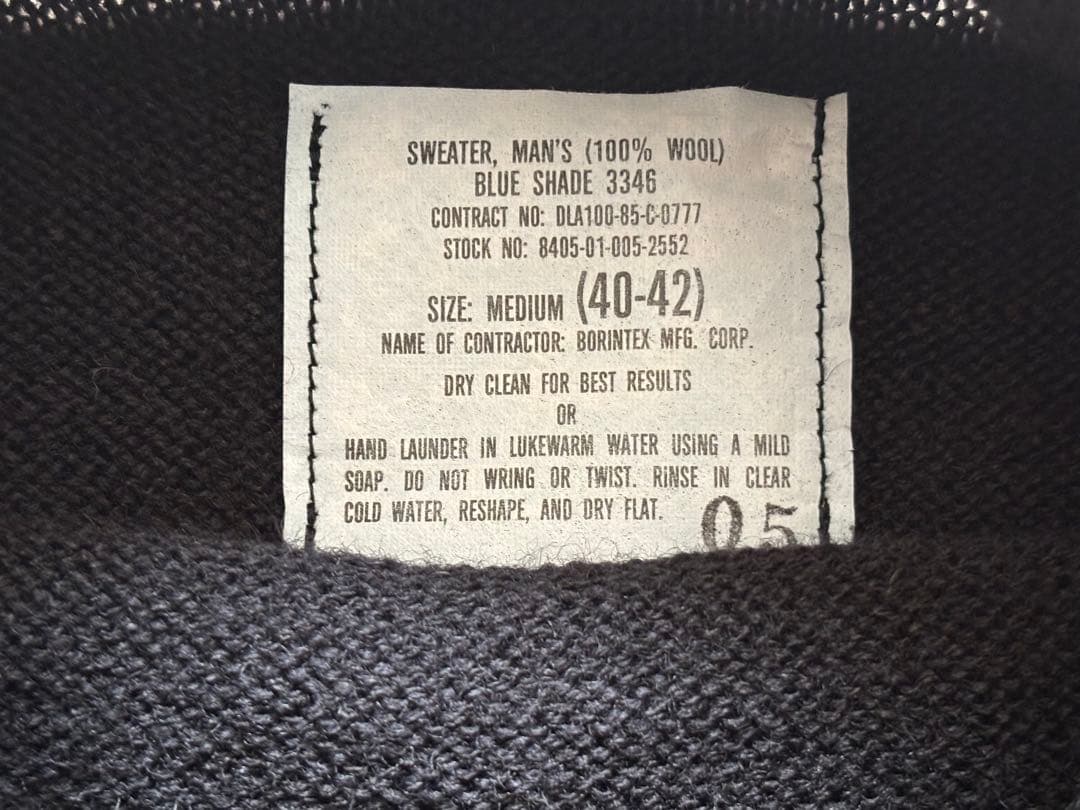 SWEATER, MAN'S (100% WOOL)
BLUE SHADE 3346
CONTRACT NO: DLA100-85-C-0777
STOCK NO: 8405-01-005-2552
SIZE: MEDIUM (40-42)
NAME OF CONTRACTOR: BORINTEX MFG. CORP.
DRY CLEAN FOR BEST RESULTS
OR
HAND LAUNDER IN LUKEWARM WATER USING A MILD
SOAP. DO NOT WRING OR TWIST. RINSE IN CLEAR
COLD WATER, RESHAPE, AND DRY FLAT.
05